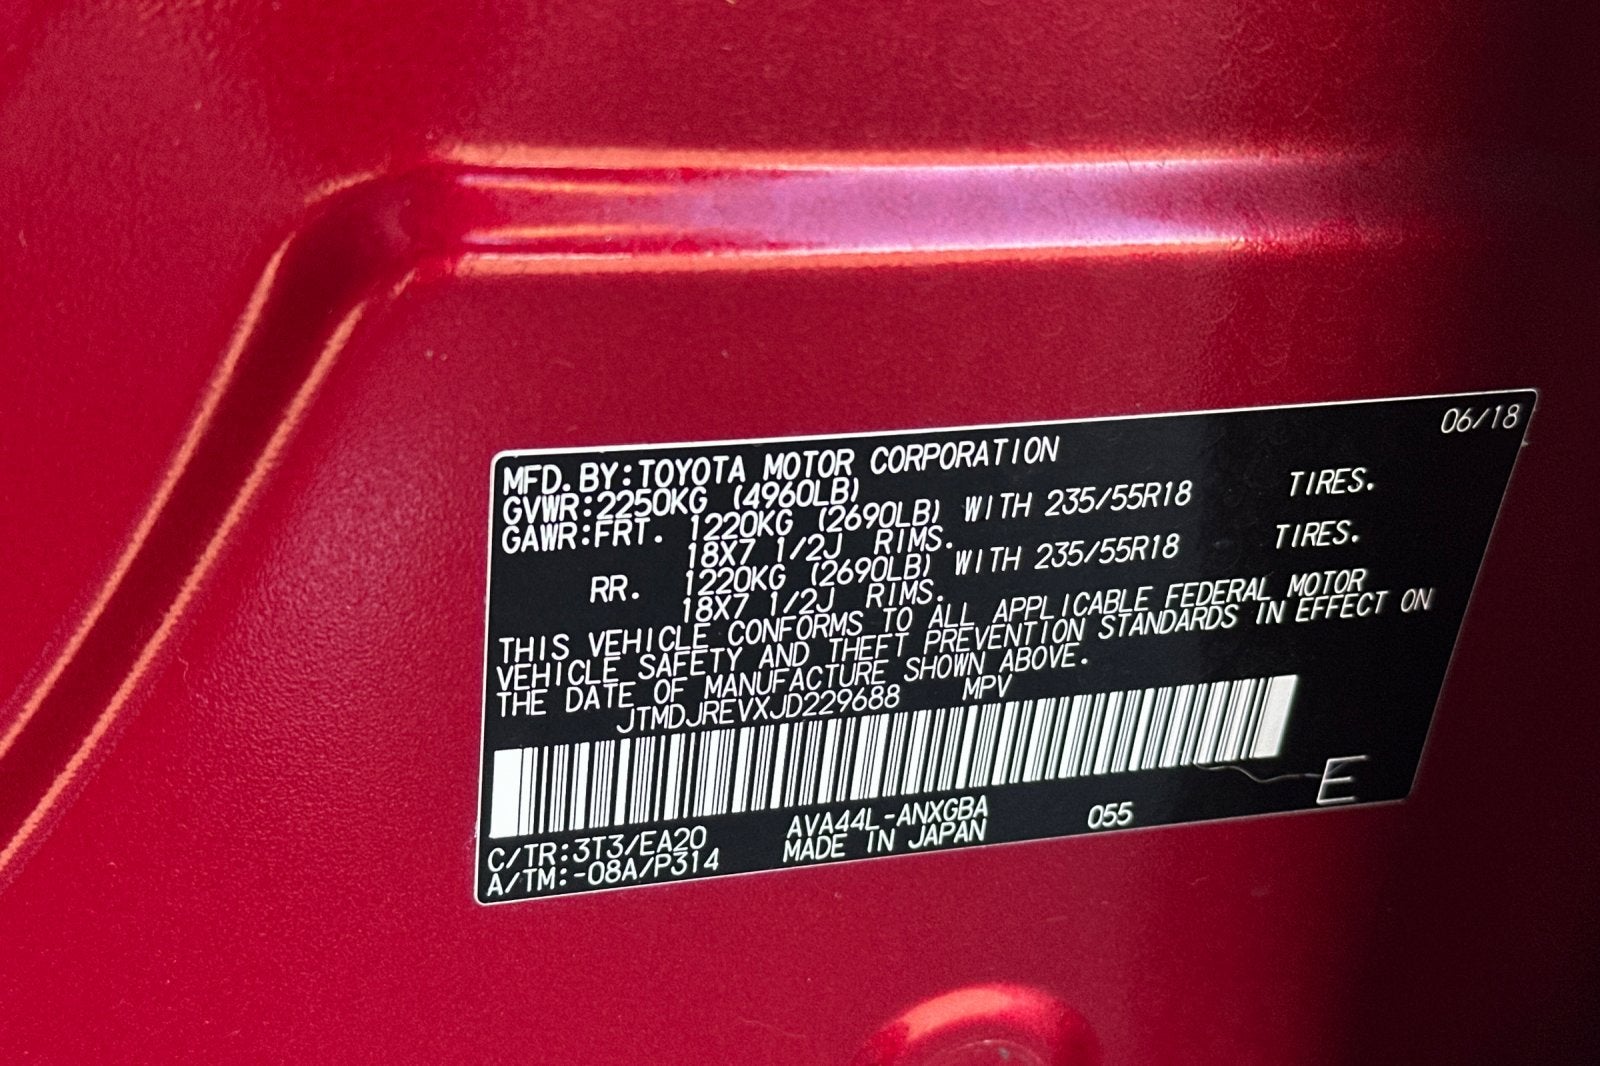 06/18
MFD. BY: TOYOTA MOTOR CORPORATION
GVWR: 2250KG (4960LB)
GAWR: FRT. 1220KG (2690LB) WITH 235/55R18 TIRES.
18X7 1/2J RIMS.
RR. 1220KG (2690LB) WITH 235/55R18 TIRES.
18X7 1/2J RIMS.
THIS VEHICLE CONFORMS TO ALL APPLICABLE FEDERAL MOTOR
VEHICLE SAFETY AND THEFT PREVENTION STANDARDS IN EFFECT ON
THE DATE OF MANUFACTURE SHOWN ABOVE.
JTMDJREVXJD229688 MPV
E
C/TR: 3T3/EA20 AVA44L-ANXGBA 055
A/TM: -08A/P314 MADE IN JAPAN